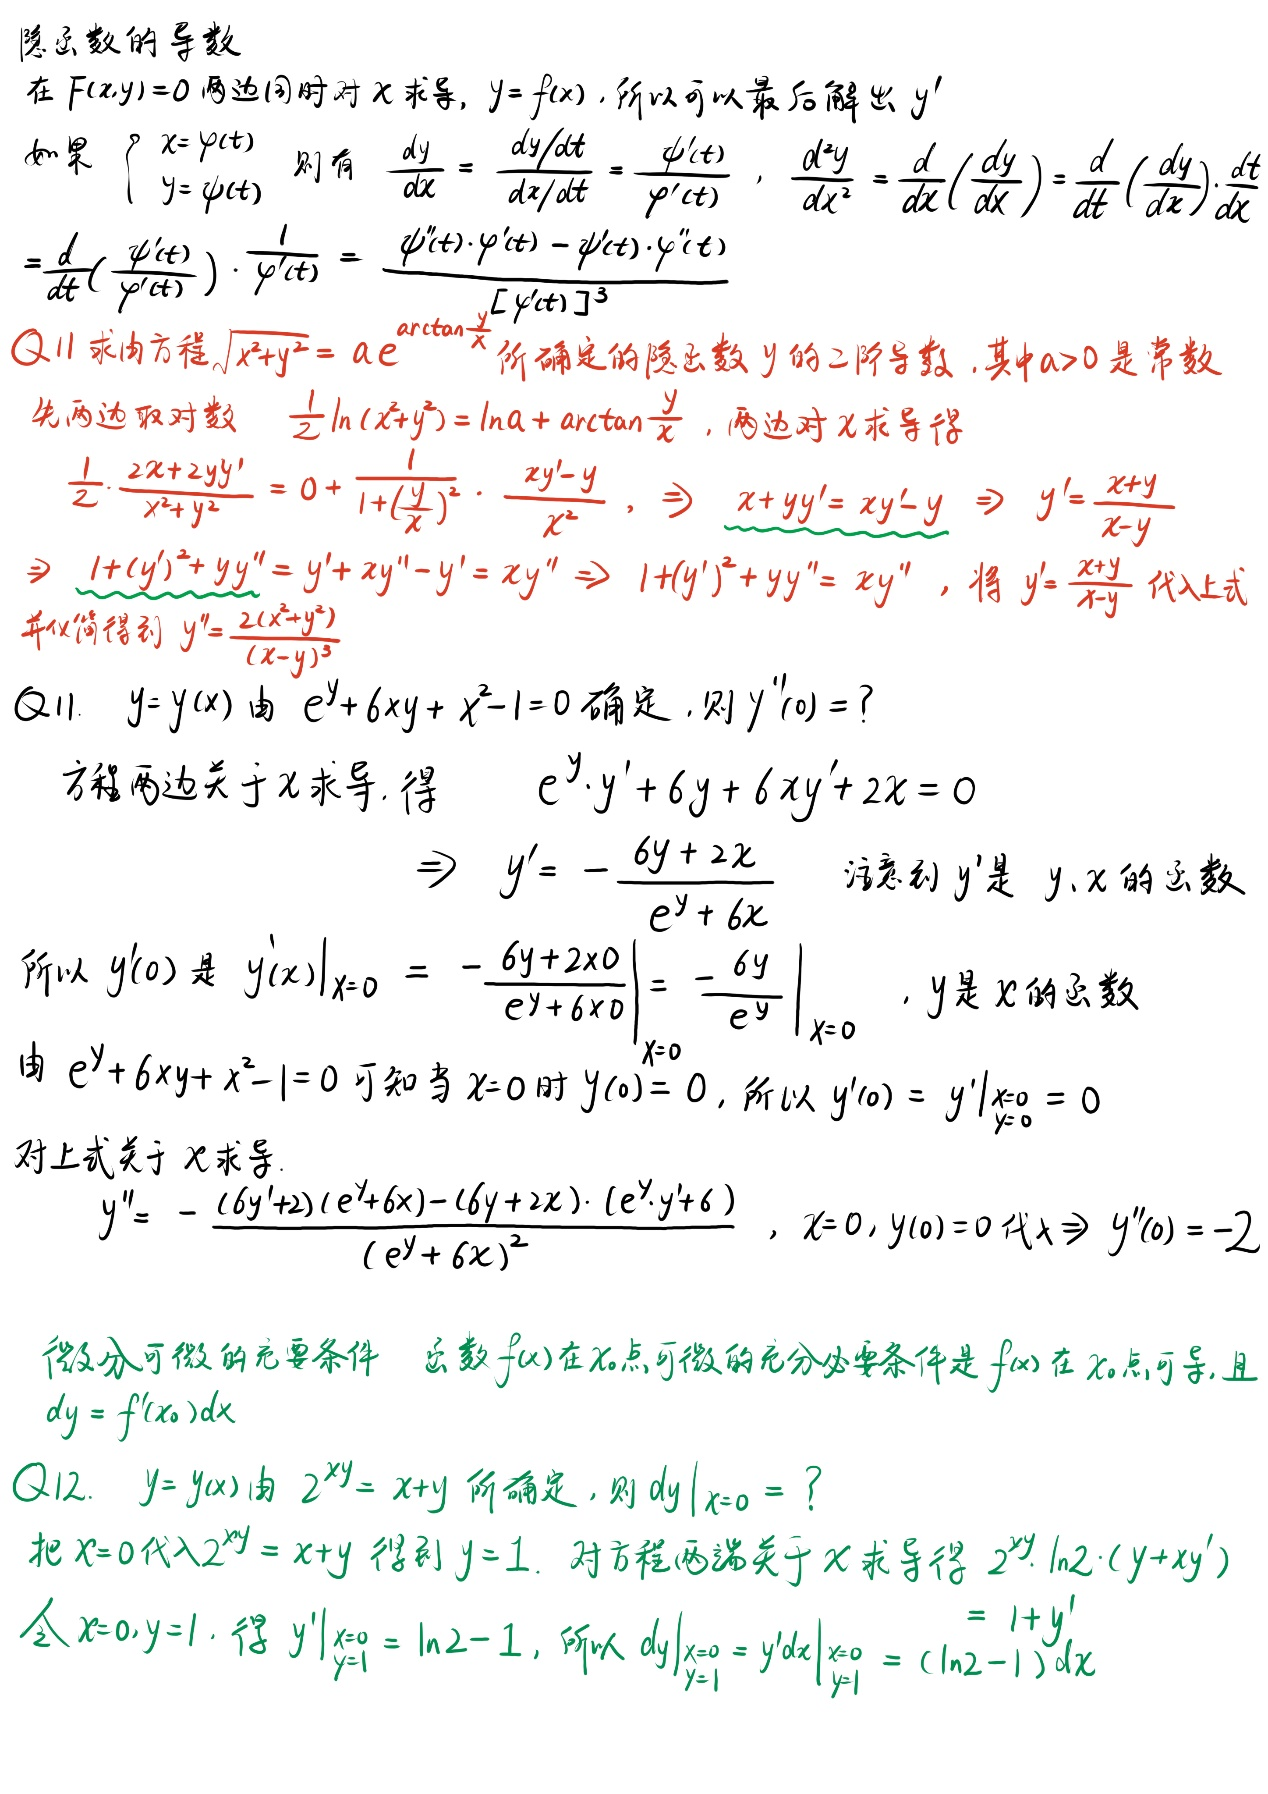 隐函数的导数
在 F(x,y)=0 两边同时对 x 求导, y=f(x), 所以可以最后解出 y'
如果 { x=φ(t) y=ψ(t) 则有 dy/dx = (dy/dt)/(dx/dt) = ψ'(t)/φ'(t) , d²y/dx² = d/dx(dy/dx) = d/dt(dy/dx)·dt/dx
= d/dt(ψ'(t)/φ'(t))·1/φ'(t) = (ψ''(t)·φ'(t) - ψ'(t)·φ''(t))/[φ'(t)]³
Q11 求由方程 √(x²+y²) = ae^(arctan y/x) 所确定的隐函数 y 的二阶导数, 其中 a>0 是常数
先两边取对数 1/2 ln(x²+y²) = lna + arctan y/x , 两边对 x 求导得
1/2 · (2x+2yy')/(x²+y²) = 0 + 1/(1+(y/x)²) · (xy'-y)/x² , ⇒ x+yy' = xy'-y ⇒ y' = (x+y)/(x-y)
⇒ 1+(y')²+yy'' = y'+xy''-y' = xy'' ⇒ 1+(y')²+yy'' = xy'' , 将 y' = (x+y)/(x-y) 代入上式
并化简得到 y'' = 2(x²+y²)/(x-y)³
Q11. y=y(x) 由 e^y+6xy+x²-1=0 确定, 则 y''(0)=?
方程两边关于 x 求导, 得 e^y·y'+6y+6xy'+2x=0
⇒ y' = - (6y+2x)/(e^y+6x) 注意到 y' 是 y、x 的函数
所以 y'(0) 是 y'(x)|x=0 = - (6y+2×0)/(e^y+6×0)|x=0 = - 6y/e^y |x=0 , y 是 x 的函数
由 e^y+6xy+x²-1=0 可知当 x=0 时 y(0)=0, 所以 y'(0) = y'|x=0 y=0 = 0
对上式关于 x 求导.
y'' = - ((6y'+2)(e^y+6x)-(6y+2x)·(e^y·y'+6))/(e^y+6x)² , x=0, y(0)=0 代入 ⇒ y''(0) = -2
微分可微的充要条件 函数 f(x) 在 x₀ 点可微的充分必要条件是 f(x) 在 x₀ 点可导, 且
dy = f'(x₀)dx
Q12. y=y(x) 由 2^(xy) = x+y 所确定, 则 dy|x=0 = ?
把 x=0 代入 2^(xy) = x+y 得到 y=1. 对方程两端关于 x 求导得 2^(xy)·ln2·(y+xy')
= 1+y'
令 x=0, y=1. 得 y'|x=0 y=1 = ln2-1, 所以 dy|x=0 y=1 = y'dx|x=0 y=1 = (ln2-1)dx